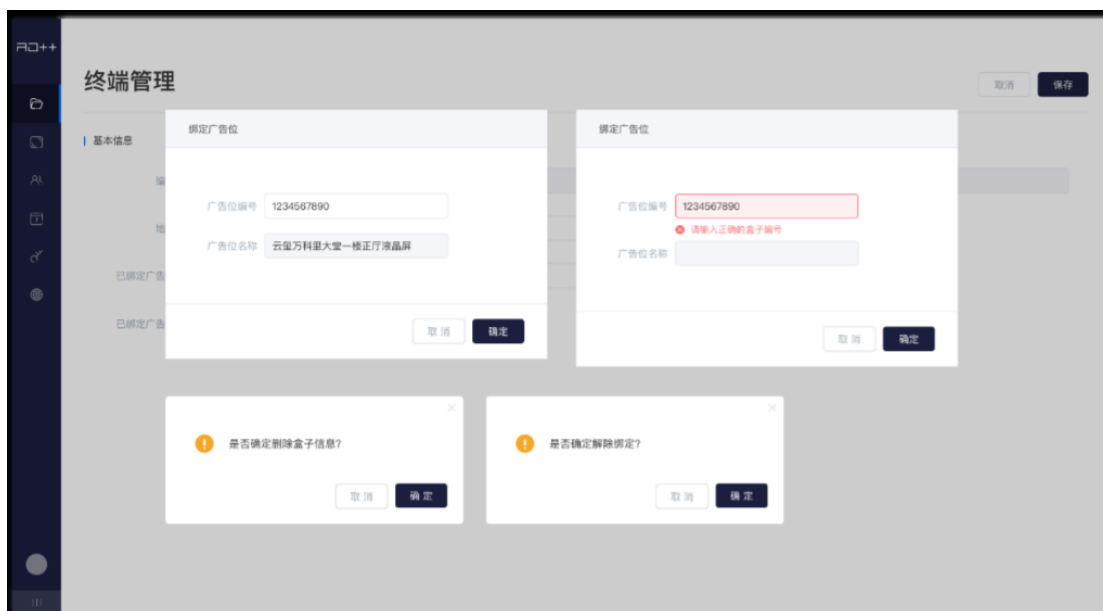 AD++
终端管理
取消
保存
基本信息
编
地
已绑定广告
已绑定广告
绑定广告位
广告位编号
1234567890
广告位名称
云玺万科里大堂一楼正厅液晶屏
取消
确定
绑定广告位
广告位编号
1234567890
请输入正确的盒子编号
广告位名称
取消
确定
是否确定删除盒子信息?
取消
确定
是否确定解除绑定?
取消
确定